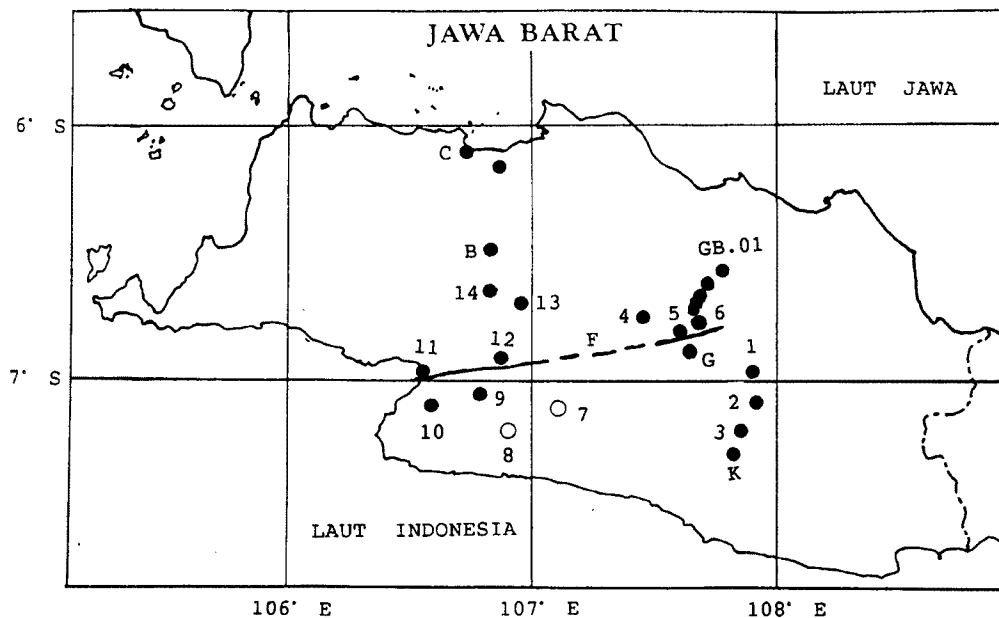 JAWA BARAT
LAUT JAWA
6° S
C
B
GB.01
14
13
4
5
6
12
F
11
G
1
7° S
9
7
2
10
8
3
K
LAUT INDONESIA
106° E
107° E
108° E